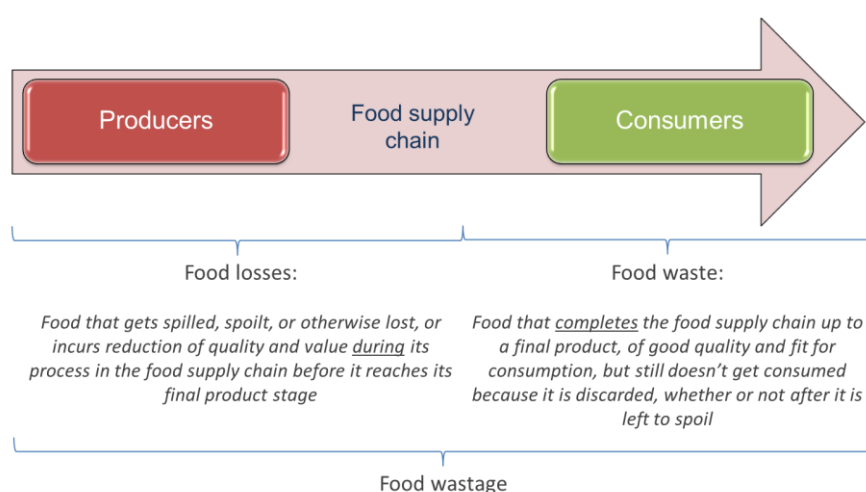 Producers
Food supply
chain
Consumers
Food losses:
Food that gets spilled, spoilt, or otherwise lost, or
incurs reduction of quality and value during its
process in the food supply chain before it reaches its
final product stage
Food waste:
Food that completes the food supply chain up to
a final product, of good quality and fit for
consumption, but still doesn't get consumed
because it is discarded, whether or not after it is
left to spoil
Food wastage